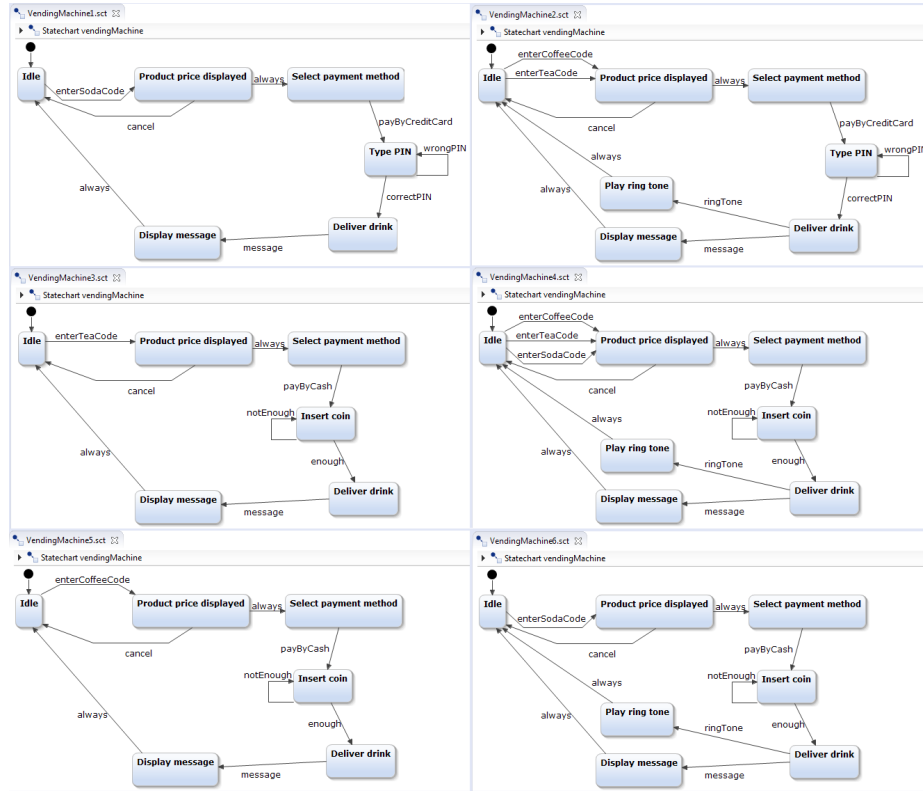 VendingMachine1.sct
Statechart vendingMachine
Idle
Product price displayed
always
Select payment method
enterSodaCode
cancel
payByCreditCard
Type PIN
wrongPIN
correctPIN
always
Deliver drink
Display message
message
VendingMachine2.sct
Statechart vendingMachine
enterCoffeeCode
Idle
Product price displayed
always
Select payment method
enterTeaCode
cancel
payByCreditCard
Type PIN
wrongPIN
always
Play ring tone
always
ringTone
correctPIN
Deliver drink
Display message
message
VendingMachine3.sct
Statechart vendingMachine
Idle
enterTeaCode
Product price displayed
always
Select payment method
cancel
payByCash
notEnough
Insert coin
always
enough
Deliver drink
Display message
message
VendingMachine4.sct
Statechart vendingMachine
enterCoffeeCode
Idle
enterTeaCode
Product price displayed
always
Select payment method
enterSodaCode
cancel
payByCash
notEnough
Insert coin
always
Play ring tone
always
ringTone
enough
Deliver drink
Display message
message
VendingMachine5.sct
Statechart vendingMachine
enterCoffeeCode
Idle
Product price displayed
always
Select payment method
cancel
payByCash
notEnough
Insert coin
always
enough
Deliver drink
Display message
message
VendingMachine6.sct
Statechart vendingMachine
Idle
Product price displayed
always
Select payment method
enterSodaCode
cancel
payByCash
notEnough
Insert coin
always
Play ring tone
always
ringTone
enough
Deliver drink
Display message
message